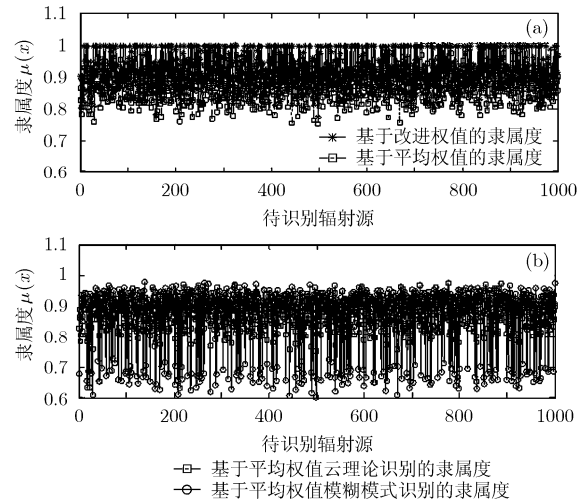 (a)
1.1
1
0.9
0.8
0.7
0.6
隶属度 μ(x)
基于改进权值的隶属度
基于平均权值的隶属度
0 200 400 600 800 1000
待识别辐射源
(b)
1.1
1
0.9
0.8
0.7
0.6
隶属度 μ(x)
0 200 400 600 800 1000
待识别辐射源
基于平均权值云理论识别的隶属度
基于平均权值模糊模式识别的隶属度